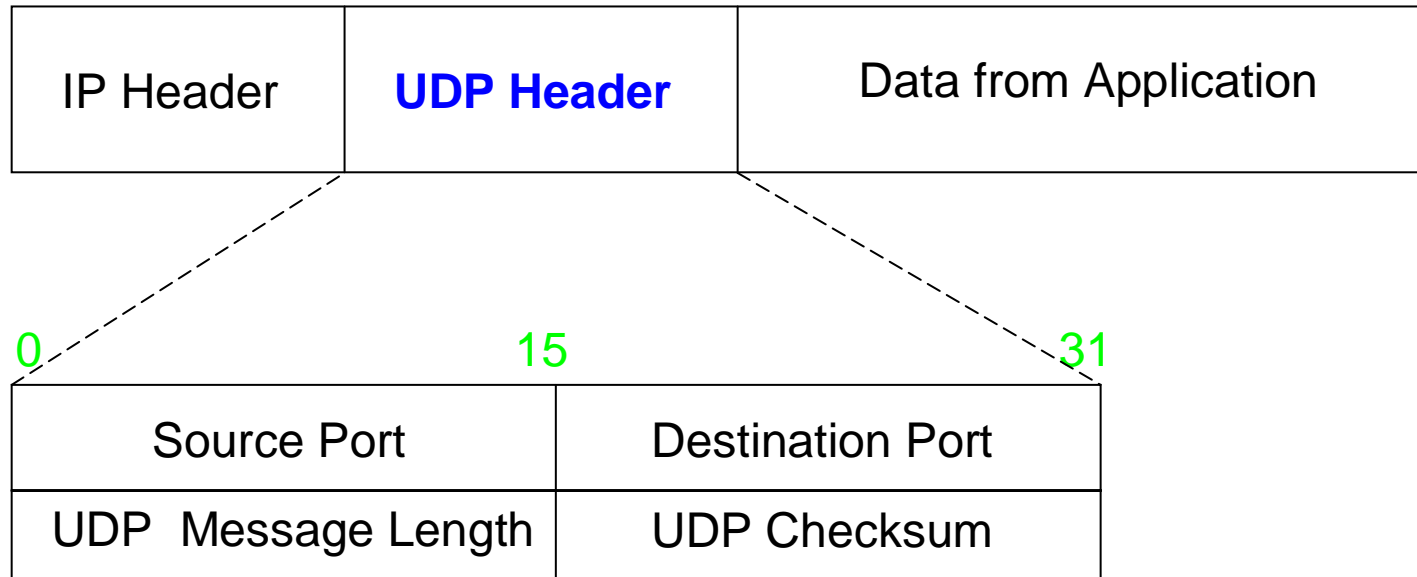 IP Header
UDP Header
Data from Application
0 15 31
Source Port
Destination Port
UDP Message Length
UDP Checksum